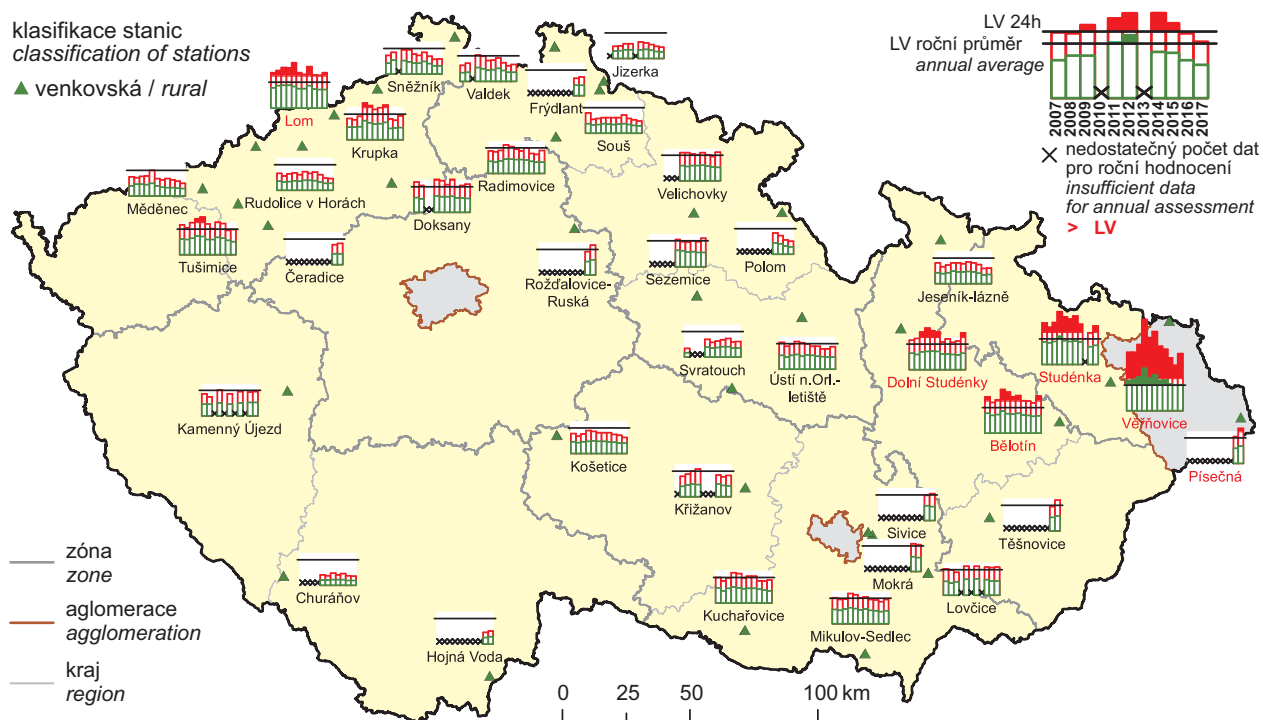 klasifikace stanic
classification of stations
venkovská / rural
LV 24h
LV roční průměr
annual average
2007
2008
2009
2010
2011
2012
2013
2014
2015
2016
2017
nedostatečný počet dat
pro roční hodnocení
insufficient data
for annual assessment
> LV
Jizerka
Sněžník
Valdek
Frýdlant
Lom
Krupka
Souš
Radimovice
Velichovky
Měděnec
Rudolice v Horách
Doksany
Tušimice
Čeradice
Rožďalovice-
Ruská
Sezemice
Polom
Jeseník-lázně
Svratouch
Ústí n.Orl.-
letiště
Dolní Studénky
Studénka
Věřňovice
Kamenný Újezd
Košetice
Bělotín
Písečná
Křižanov
Sivice
Těšnovice
Mokrá
Churáňov
Kuchařovice
Lovčice
Mikulov-Sedlec
Hojná Voda
zóna
zone
aglomerace
agglomeration
kraj
region
0 25 50 100 km